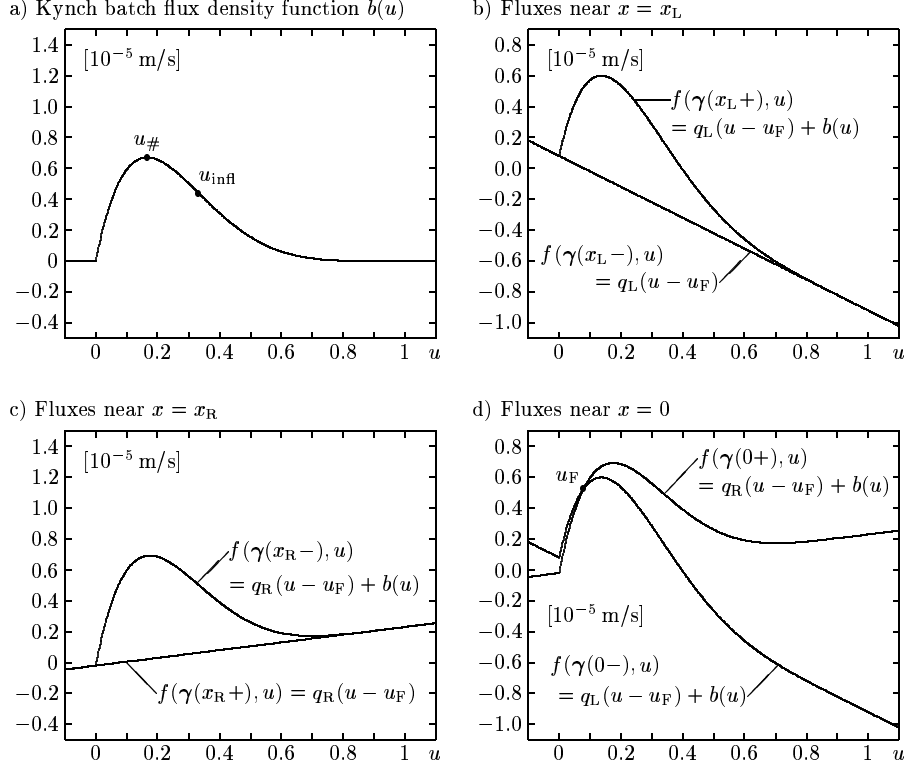 a) Kynch batch flux density function b(u)
[10⁻⁵ m/s]
1.4
1.2
1.0
0.8
0.6
0.4
0.2
0
−0.2
−0.4
u#
u_infl
0 0.2 0.4 0.6 0.8 1 u
b) Fluxes near x = x_L
[10⁻⁵ m/s]
0.8
0.6
0.4
0.2
0.0
−0.2
−0.4
−0.6
−0.8
−1.0
f(γ(x_L+), u)
= q_L(u − u_F) + b(u)
f(γ(x_L−), u)
= q_L(u − u_F)
0 0.2 0.4 0.6 0.8 1 u
c) Fluxes near x = x_R
[10⁻⁵ m/s]
1.4
1.2
1.0
0.8
0.6
0.4
0.2
0
−0.2
−0.4
f(γ(x_R−), u)
= q_R(u − u_F) + b(u)
f(γ(x_R+), u) = q_R(u − u_F)
0 0.2 0.4 0.6 0.8 1 u
d) Fluxes near x = 0
0.8
0.6
0.4
0.2
0.0
−0.2
−0.4
−0.6
−0.8
−1.0
u_F
f(γ(0+), u)
= q_R(u − u_F) + b(u)
[10⁻⁵ m/s]
f(γ(0−), u)
= q_L(u − u_F) + b(u)
0 0.2 0.4 0.6 0.8 1 u